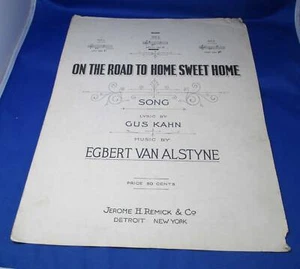 ON THE ROAD TO HOME SWEET HOME
SONG
LYRIC BY
GUS KAHN
MUSIC BY
EGBERT VAN ALSTYNE
PRICE 30 CENTS
JEROME H. REMICK & CO
DETROIT NEW YORK